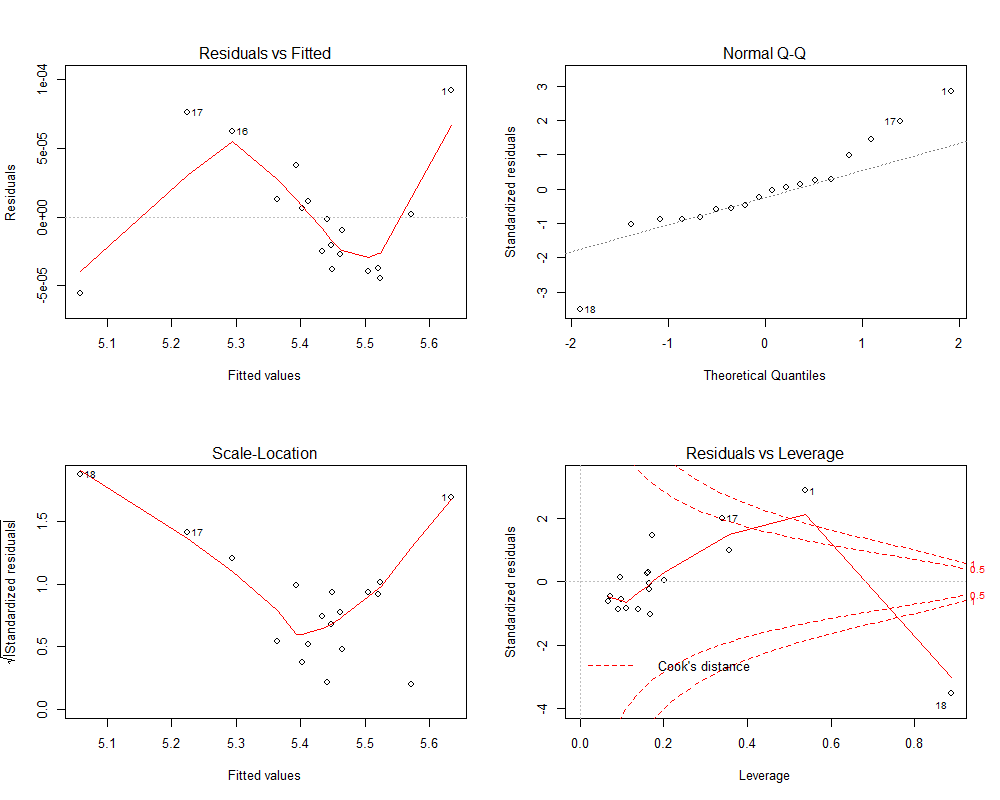 Residuals vs Fitted
Residuals
1e-04
5e-05
0e+00
-5e-05
17
16
1
5.1 5.2 5.3 5.4 5.5 5.6
Fitted values
Normal Q-Q
Standardized residuals
3
2
1
0
-1
-2
-3
1
17
18
-2 -1 0 1 2
Theoretical Quantiles
Scale-Location
√|Standardized residuals|
1.5
1.0
0.5
0.0
18
17
1
5.1 5.2 5.3 5.4 5.5 5.6
Fitted values
Residuals vs Leverage
Standardized residuals
2
0
-2
-4
1
17
1
0.5
0.5
1
Cook's distance
18
0.0 0.2 0.4 0.6 0.8
Leverage